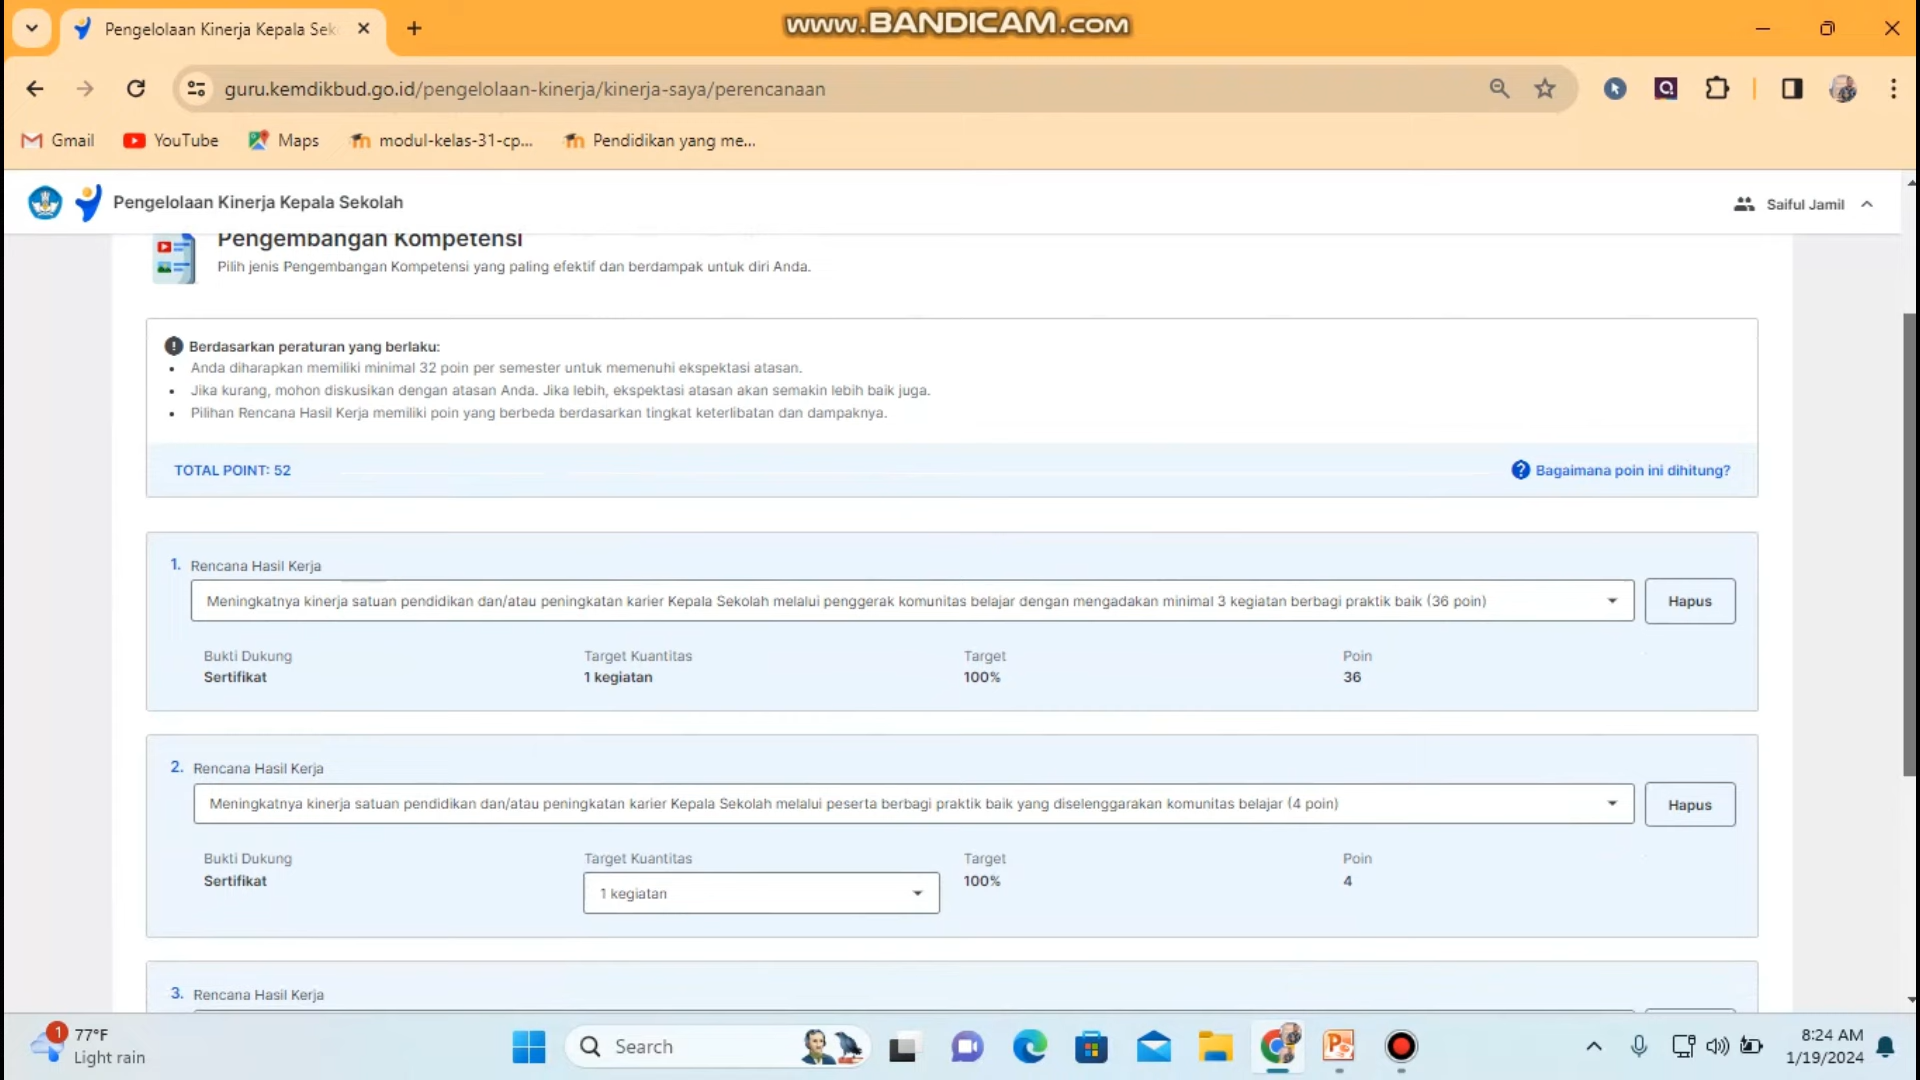 www.BANDICAM.com
Pengelolaan Kinerja Kepala Sek
guru.kemdikbud.go.id/pengelolaan-kinerja/kinerja-saya/perencanaan
Gmail YouTube Maps modul-kelas-31-cp... Pendidikan yang me...
Pengelolaan Kinerja Kepala Sekolah
Saiful Jamil
Pengembangan Kompetensi
Pilih jenis Pengembangan Kompetensi yang paling efektif dan berdampak untuk diri Anda.
Berdasarkan peraturan yang berlaku:
• Anda diharapkan memiliki minimal 32 poin per semester untuk memenuhi ekspektasi atasan.
• Jika kurang, mohon diskusikan dengan atasan Anda. Jika lebih, ekspektasi atasan akan semakin lebih baik juga.
• Pilihan Rencana Hasil Kerja memiliki poin yang berbeda berdasarkan tingkat keterlibatan dan dampaknya.
TOTAL POINT: 52
Bagaimana poin ini dihitung?
1. Rencana Hasil Kerja
Meningkatnya kinerja satuan pendidikan dan/atau peningkatan karier Kepala Sekolah melalui penggerak komunitas belajar dengan mengadakan minimal 3 kegiatan berbagi praktik baik (36 poin)
Hapus
Bukti Dukung Target Kuantitas Target Poin
Sertifikat 1 kegiatan 100% 36
2. Rencana Hasil Kerja
Meningkatnya kinerja satuan pendidikan dan/atau peningkatan karier Kepala Sekolah melalui peserta berbagi praktik baik yang diselenggarakan komunitas belajar (4 poin)
Hapus
Bukti Dukung Target Kuantitas Target Poin
Sertifikat 1 kegiatan 100% 4
3. Rencana Hasil Kerja
1
77°F
Light rain
Search
8:24 AM
1/19/2024